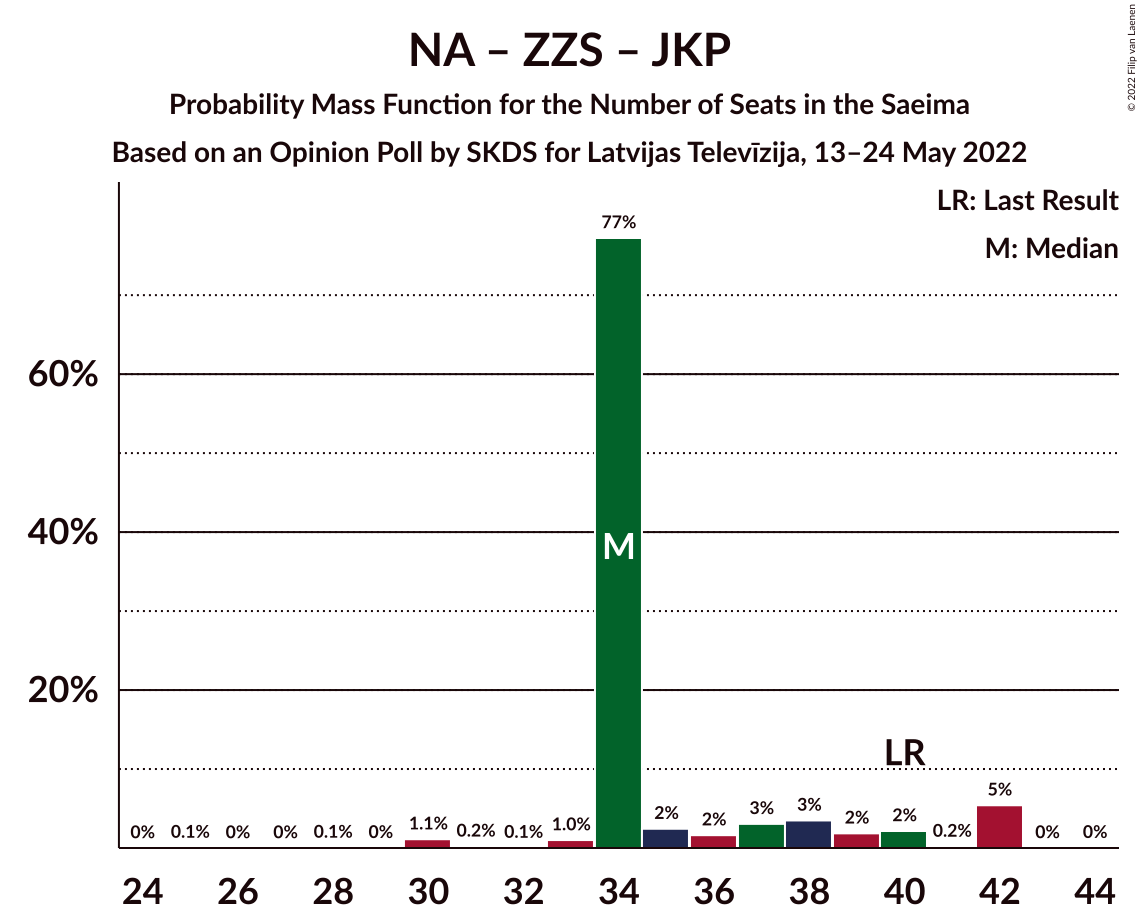 NA – ZZS – JKP
Probability Mass Function for the Number of Seats in the Saeima
Based on an Opinion Poll by SKDS for Latvijas Televīzija, 13–24 May 2022
© 2022 Filip van Laenen
LR: Last Result
M: Median
77%
60%
40%
M
20%
LR
0% 0.1% 0% 0% 0.1% 0% 1.1% 0.2% 0.1% 1.0% 2% 2% 3% 3% 2% 2% 0.2% 5% 0% 0%
24 26 28 30 32 34 36 38 40 42 44